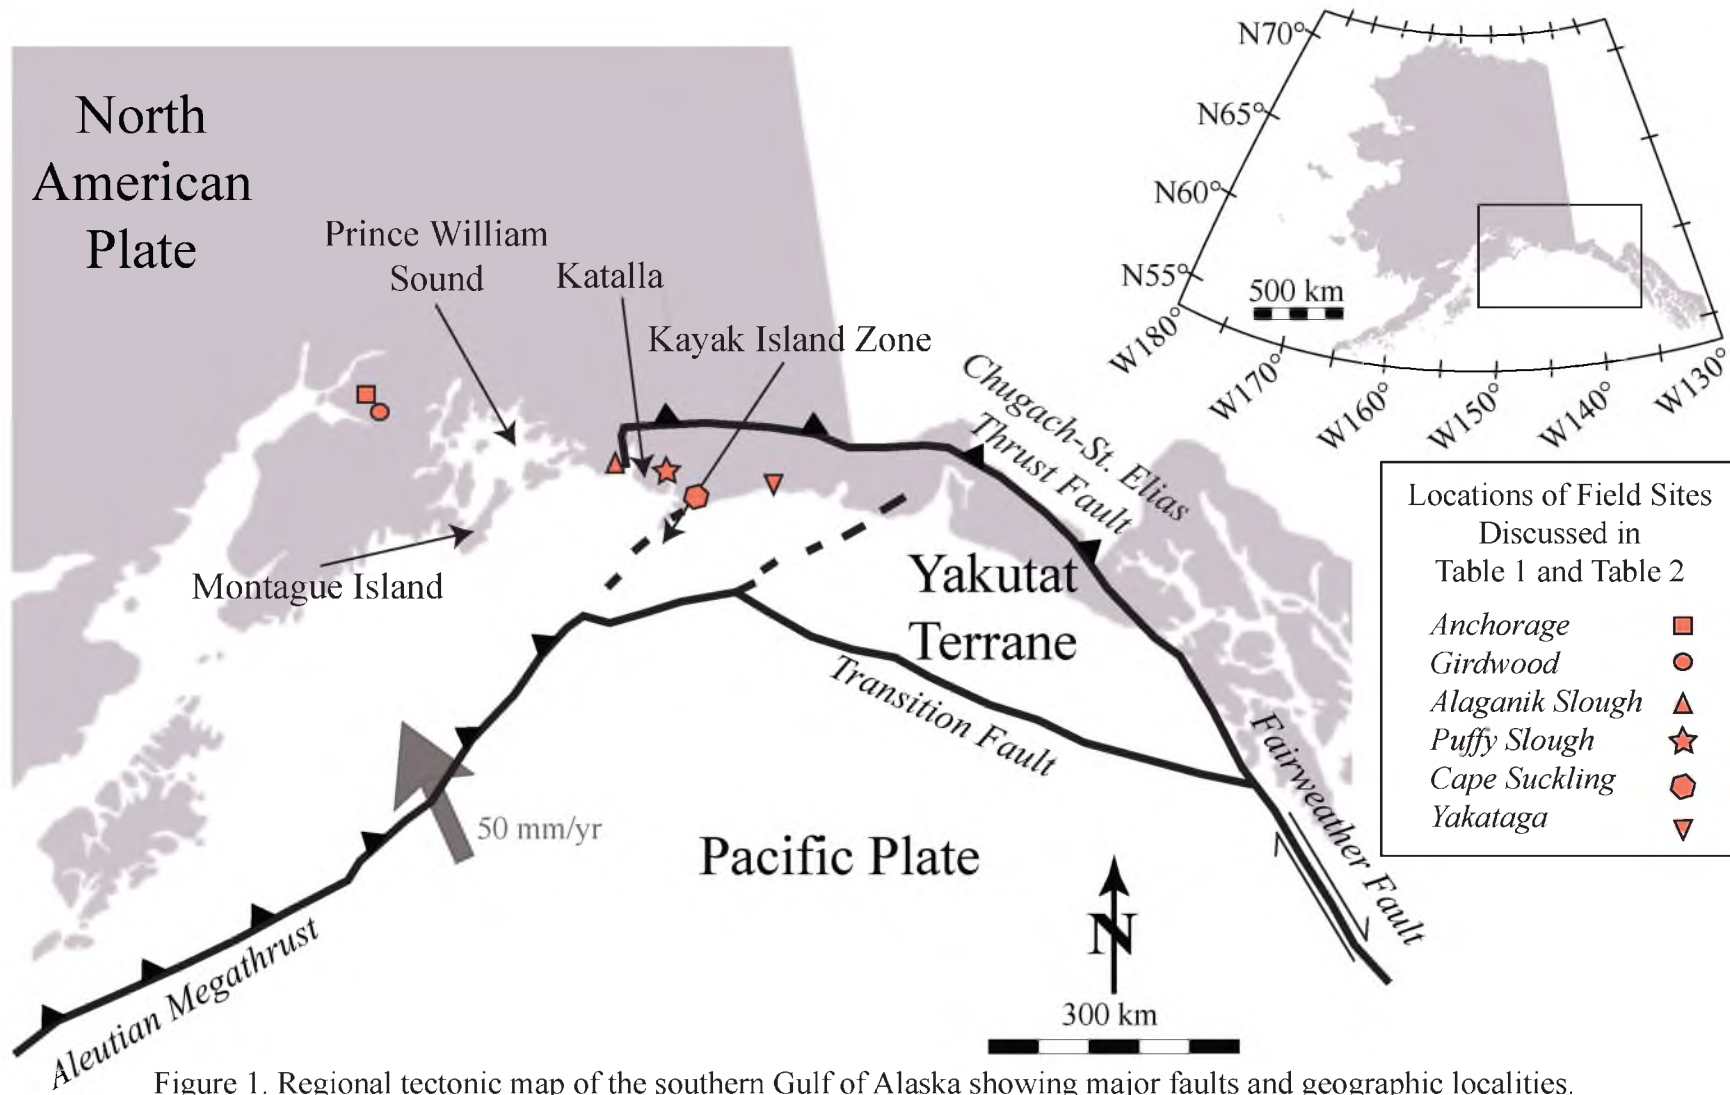 North
American
Plate
Prince William
Sound
Katalla
Kayak Island Zone
Montague Island
Chugach-St. Elias
Thrust Fault
Yakutat
Terrane
Transition Fault
Fairweather Fault
50 mm/yr
Pacific Plate
Aleutian Megathrust
N
300 km
N70°
N65°
N60°
N55°
500 km
W180°
W170°
W160°
W150°
W140°
W130°
Locations of Field Sites
Discussed in
Table 1 and Table 2
Anchorage
Girdwood
Alaganik Slough
Puffy Slough
Cape Suckling
Yakataga
Figure 1. Regional tectonic map of the southern Gulf of Alaska showing major faults and geographic localities.